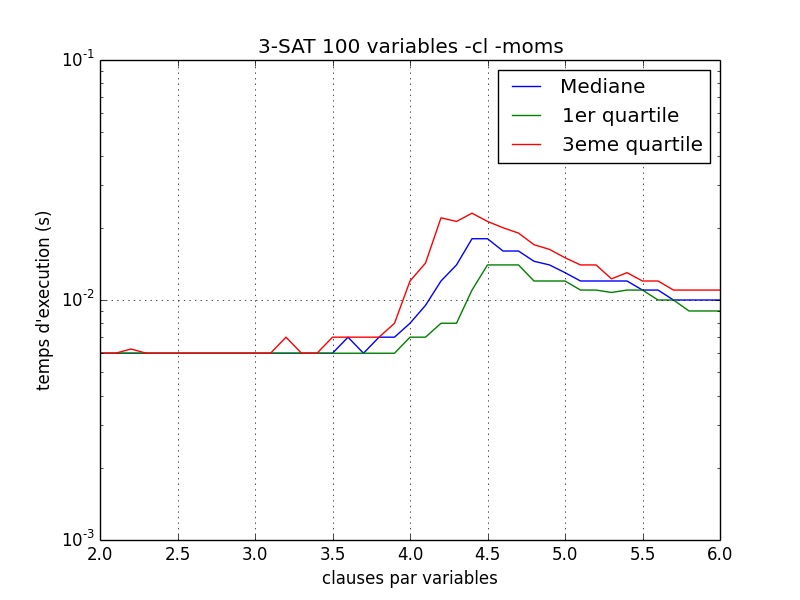 3-SAT 100 variables -cl -moms
Mediane
1er quartile
3eme quartile
temps d'execution (s)
10^-1
10^-2
10^-3
2.0 2.5 3.0 3.5 4.0 4.5 5.0 5.5 6.0
clauses par variables